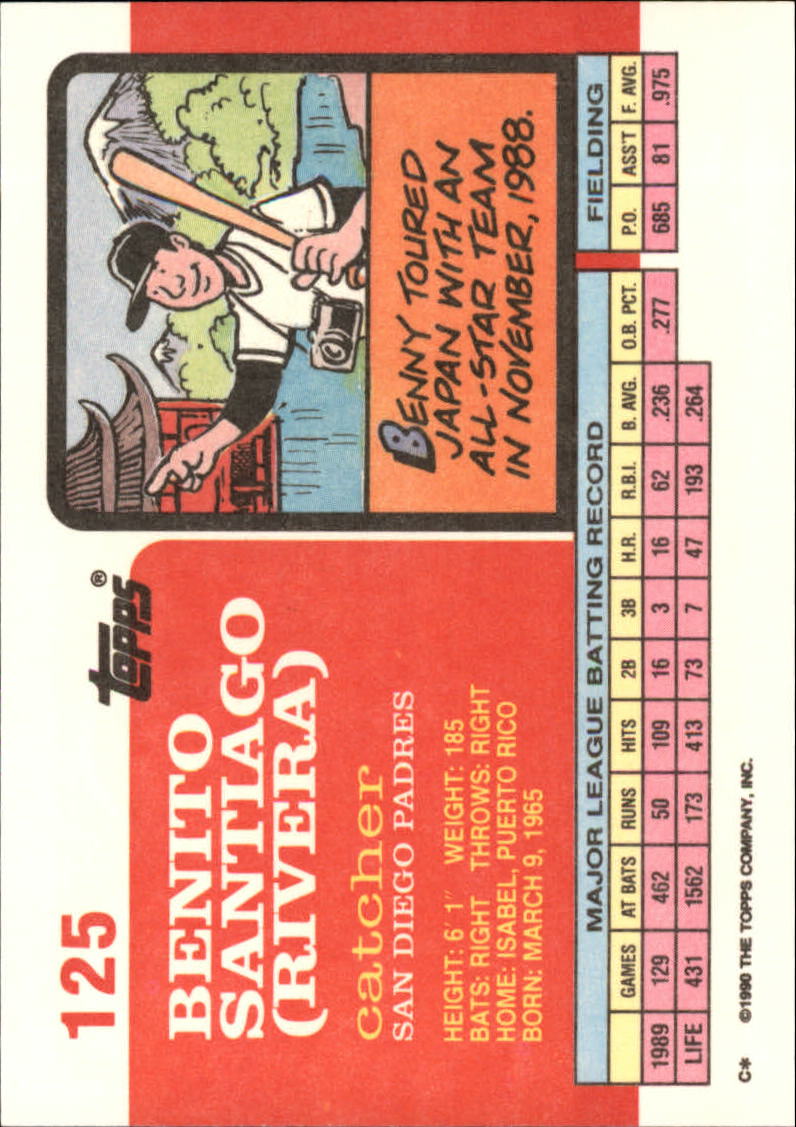 125
topps®
BENITO
SANTIAGO
(RIVERA)
catcher
SAN DIEGO PADRES
HEIGHT: 6' 1" WEIGHT: 185
BATS: RIGHT THROWS: RIGHT
HOME: ISABEL, PUERTO RICO
BORN: MARCH 9, 1965
BENNY TOURED
JAPAN WITH AN
ALL-STAR TEAM
IN NOVEMBER, 1988.
MAJOR LEAGUE BATTING RECORD FIELDING
GAMES AT BATS RUNS HITS 2B 3B H.R. R.B.I. B. AVG. O.B. PCT. P.O. ASS'T F. AVG.
1989 129 462 50 109 16 3 16 62 .236 .277 685 81 .975
LIFE 431 1562 173 413 73 7 47 193 .264
C* ©1990 THE TOPPS COMPANY, INC.